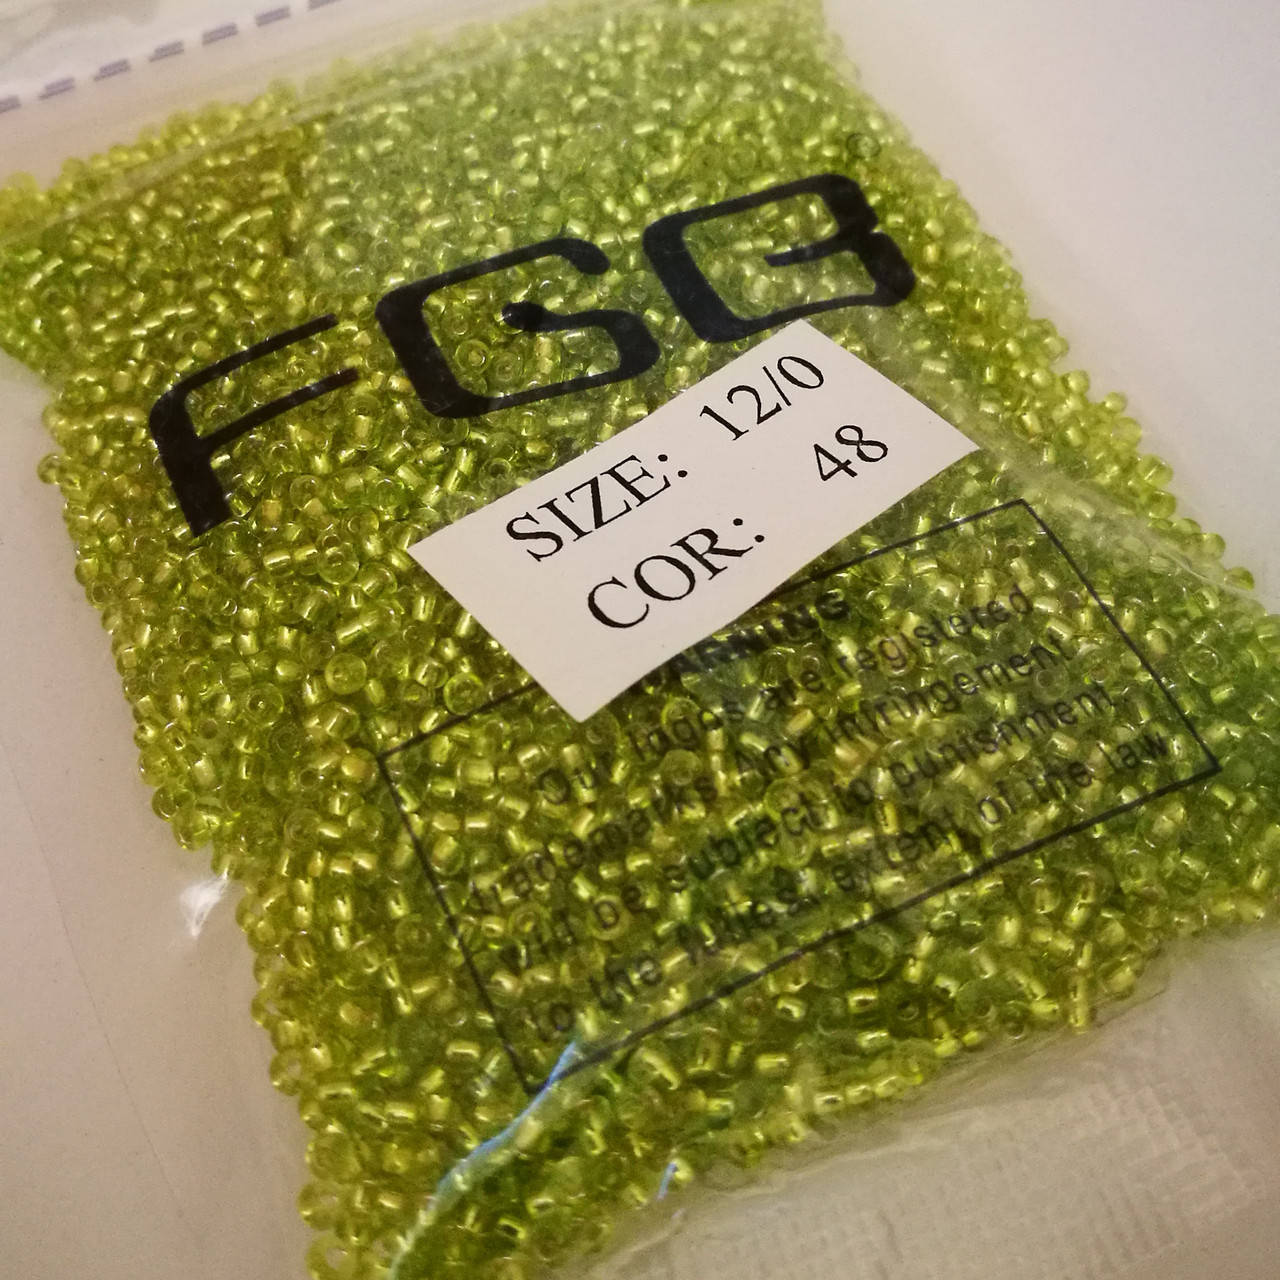 FGB
SIZE: 12/0
COR: 48
ARNING
Our logos are registered
trademarks Any infringement
will be subject to punishment.
to the fullest extent of the law